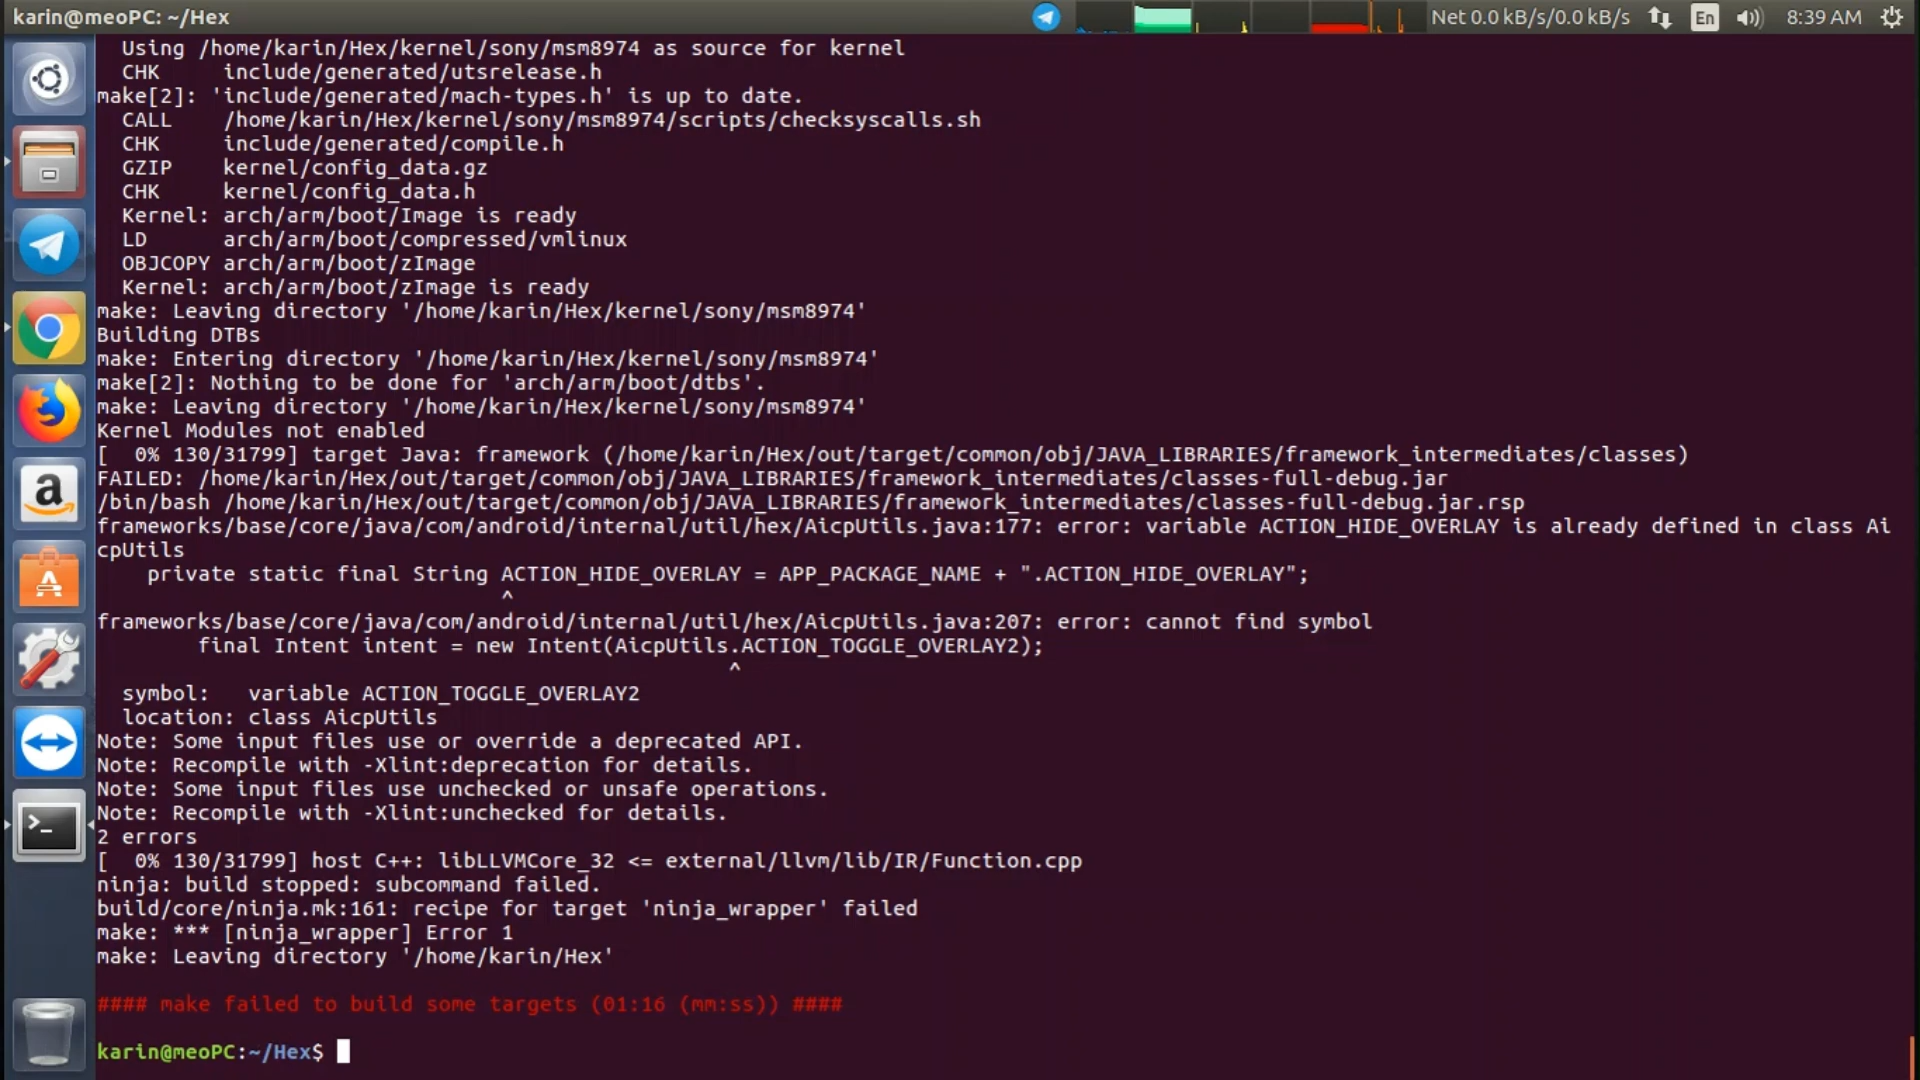 karin@meoPC: ~/Hex
Net 0.0 kB/s/0.0 kB/s
En
8:39 AM
Using /home/karin/Hex/kernel/sony/msm8974 as source for kernel
CHK include/generated/utsrelease.h
make[2]: 'include/generated/mach-types.h' is up to date.
CALL /home/karin/Hex/kernel/sony/msm8974/scripts/checksyscalls.sh
CHK include/generated/compile.h
GZIP kernel/config_data.gz
CHK kernel/config_data.h
Kernel: arch/arm/boot/Image is ready
LD arch/arm/boot/compressed/vmlinux
OBJCOPY arch/arm/boot/zImage
Kernel: arch/arm/boot/zImage is ready
make: Leaving directory '/home/karin/Hex/kernel/sony/msm8974'
Building DTBs
make: Entering directory '/home/karin/Hex/kernel/sony/msm8974'
make[2]: Nothing to be done for 'arch/arm/boot/dtbs'.
make: Leaving directory '/home/karin/Hex/kernel/sony/msm8974'
Kernel Modules not enabled
[  0% 130/31799] target Java: framework (/home/karin/Hex/out/target/common/obj/JAVA_LIBRARIES/framework_intermediates/classes)
FAILED: /home/karin/Hex/out/target/common/obj/JAVA_LIBRARIES/framework_intermediates/classes-full-debug.jar
/bin/bash /home/karin/Hex/out/target/common/obj/JAVA_LIBRARIES/framework_intermediates/classes-full-debug.jar.rsp
frameworks/base/core/java/com/android/internal/util/hex/AicpUtils.java:177: error: variable ACTION_HIDE_OVERLAY is already defined in class Ai
cpUtils
private static final String ACTION_HIDE_OVERLAY = APP_PACKAGE_NAME + ".ACTION_HIDE_OVERLAY";
^
frameworks/base/core/java/com/android/internal/util/hex/AicpUtils.java:207: error: cannot find symbol
final Intent intent = new Intent(AicpUtils.ACTION_TOGGLE_OVERLAY2);
^
symbol:   variable ACTION_TOGGLE_OVERLAY2
location: class AicpUtils
Note: Some input files use or override a deprecated API.
Note: Recompile with -Xlint:deprecation for details.
Note: Some input files use unchecked or unsafe operations.
Note: Recompile with -Xlint:unchecked for details.
2 errors
[  0% 130/31799] host C++: libLLVMCore_32 <= external/llvm/lib/IR/Function.cpp
ninja: build stopped: subcommand failed.
build/core/ninja.mk:161: recipe for target 'ninja_wrapper' failed
make: *** [ninja_wrapper] Error 1
make: Leaving directory '/home/karin/Hex'
#### make failed to build some targets (01:16 (mm:ss)) ####
karin@meoPC:~/Hex$